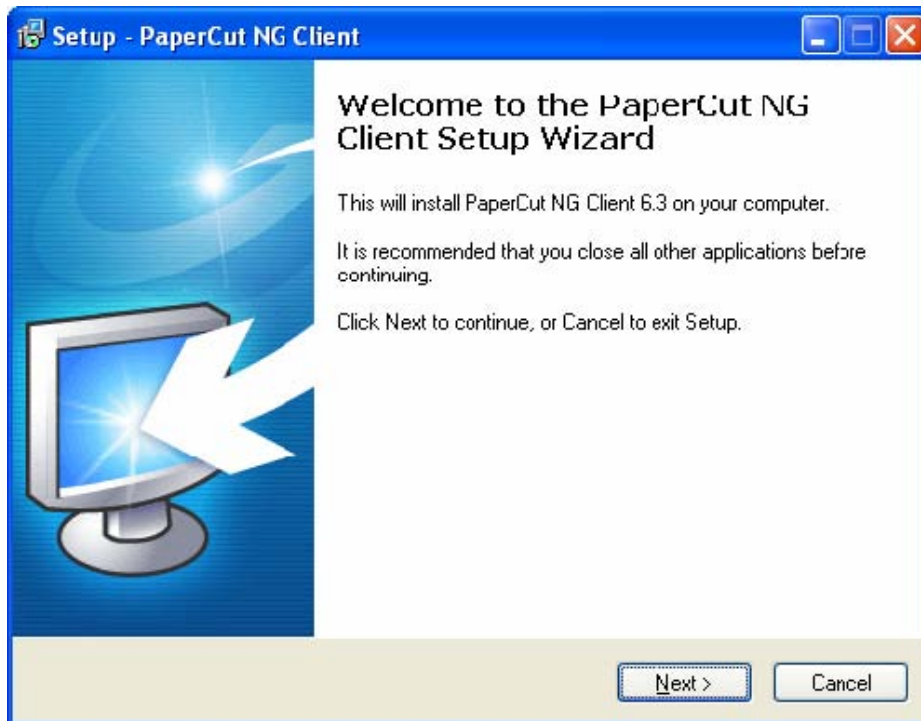 Setup - PaperCut NG Client
Welcome to the PaperCut NG
Client Setup Wizard
This will install PaperCut NG Client 6.3 on your computer.
It is recommended that you close all other applications before
continuing.
Click Next to continue, or Cancel to exit Setup.
Next >
Cancel